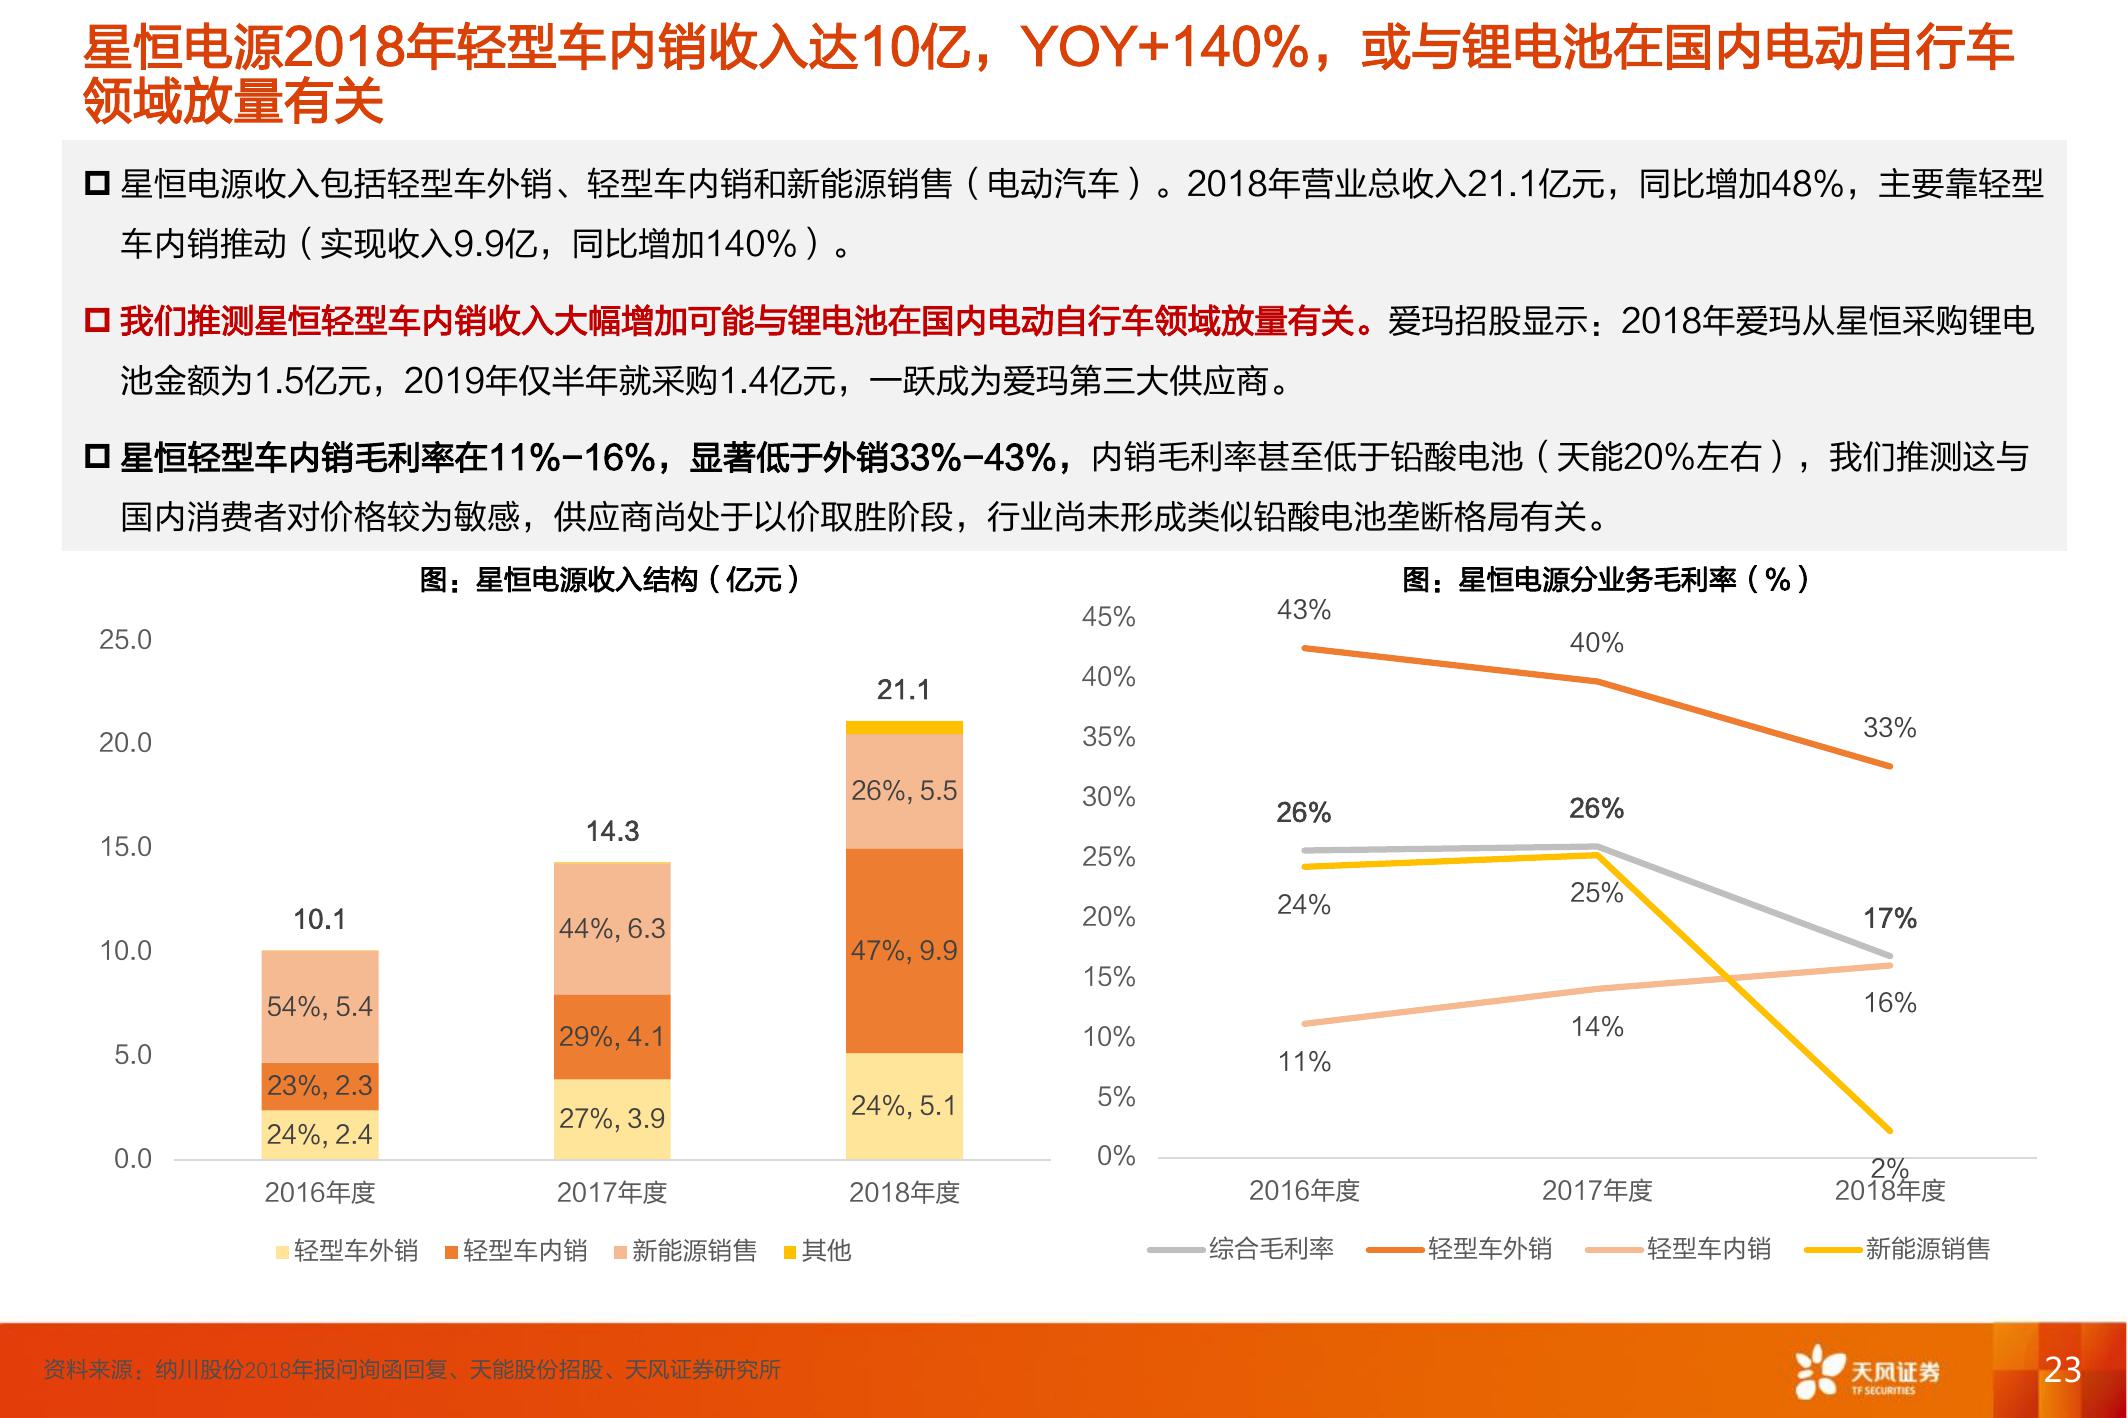 星恒电源2018年轻型车内销收入达10亿，YOY+140%，或与锂电池在国内电动自行车
领域放量有关
星恒电源收入包括轻型车外销、轻型车内销和新能源销售（电动汽车）。2018年营业总收入21.1亿元，同比增加48%，主要靠轻型
车内销推动（实现收入9.9亿，同比增加140%）。
我们推测星恒轻型车内销收入大幅增加可能与锂电池在国内电动自行车领域放量有关。爱玛招股显示：2018年爱玛从星恒采购锂电
池金额为1.5亿元，2019年仅半年就采购1.4亿元，一跃成为爱玛第三大供应商。
星恒轻型车内销毛利率在11%-16%，显著低于外销33%-43%，内销毛利率甚至低于铅酸电池（天能20%左右），我们推测这与
国内消费者对价格较为敏感，供应商尚处于以价取胜阶段，行业尚未形成类似铅酸电池垄断格局有关。
图：星恒电源收入结构（亿元）
25.0
20.0
15.0
10.0
5.0
0.0
10.1
54%, 5.4
23%, 2.3
24%, 2.4
14.3
44%, 6.3
29%, 4.1
27%, 3.9
21.1
26%, 5.5
47%, 9.9
24%, 5.1
2016年度 2017年度 2018年度
轻型车外销 轻型车内销 新能源销售 其他
图：星恒电源分业务毛利率（%）
45%
40%
35%
30%
25%
20%
15%
10%
5%
0%
43%
40%
33%
26%
26%
17%
24%
25%
2%
11%
14%
16%
2016年度 2017年度 2018年度
综合毛利率 轻型车外销 轻型车内销 新能源销售
资料来源：纳川股份2018年报问询函回复、天能股份招股、天风证券研究所
天风证券
TF SECURITIES
23